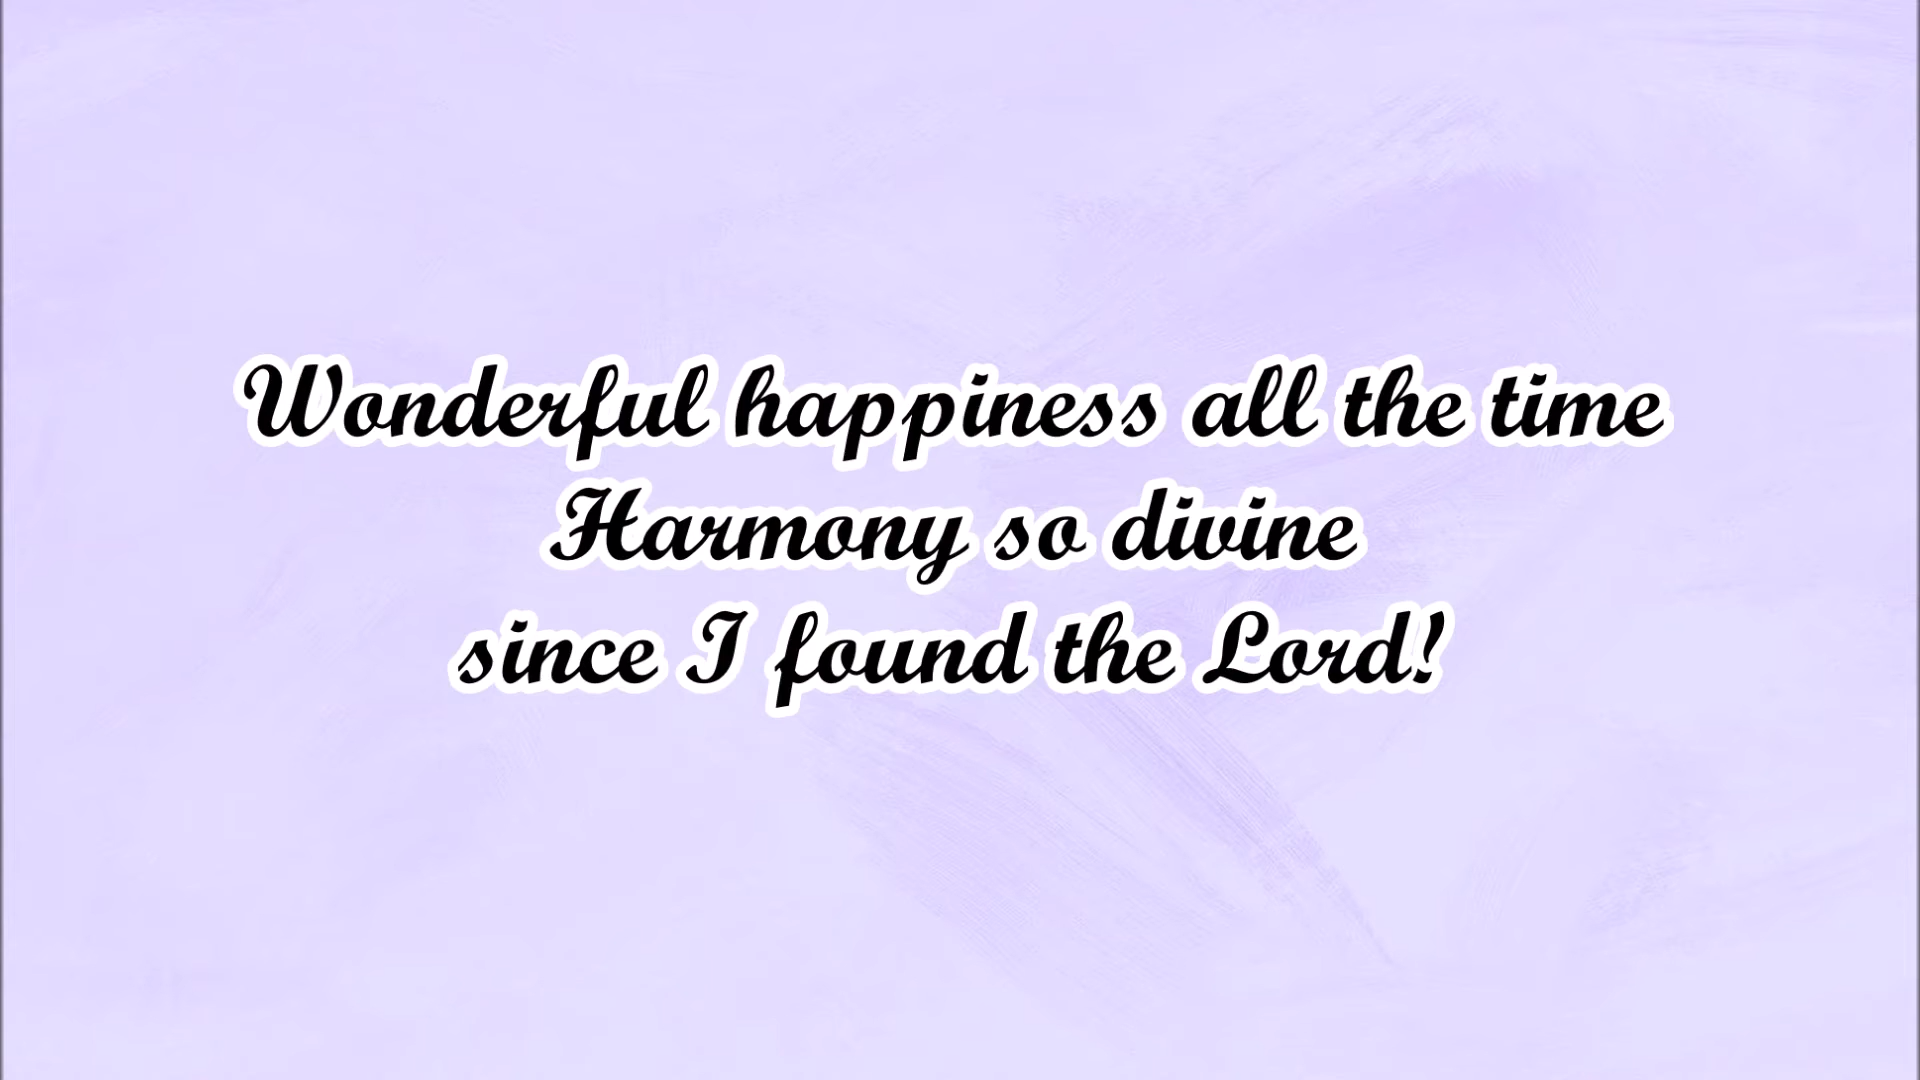 Wonderful happiness all the time
Harmony so divine
since I found the Lord!